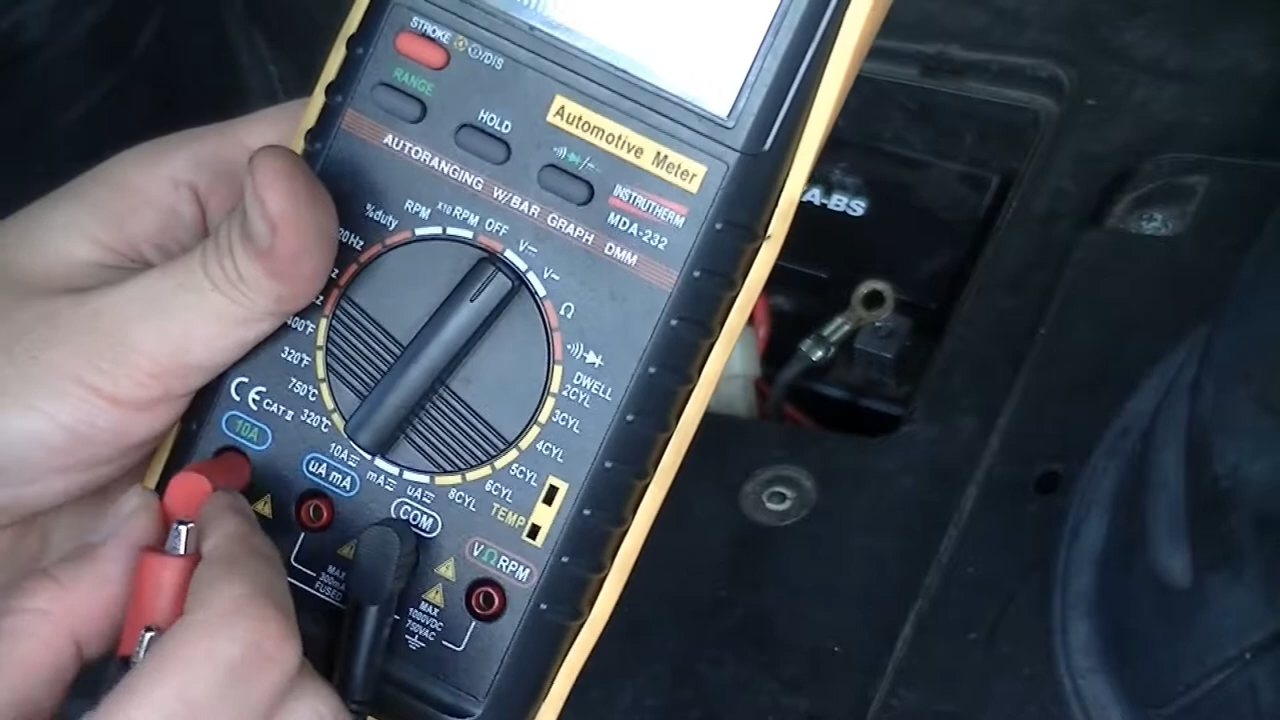 STROKE
/DIS
RANGE
HOLD
Automotive Meter
AUTORANGING W/BAR GRAPH DMM
INSTRUTHERM
MDA-232
A-BS
%duty
RPM
x10 RPM
OFF
V
V~
Ω
DWELL
2CYL
3CYL
4CYL
5CYL
6CYL
8CYL
uA
mA
10A
320℃
750℃
320℉
400℉
20Hz
z
z
CE
CAT II
10A
uA mA
COM
TEMP
VΩRPM
MAX
300mA
FUSED
MAX
1000VDC
750VAC